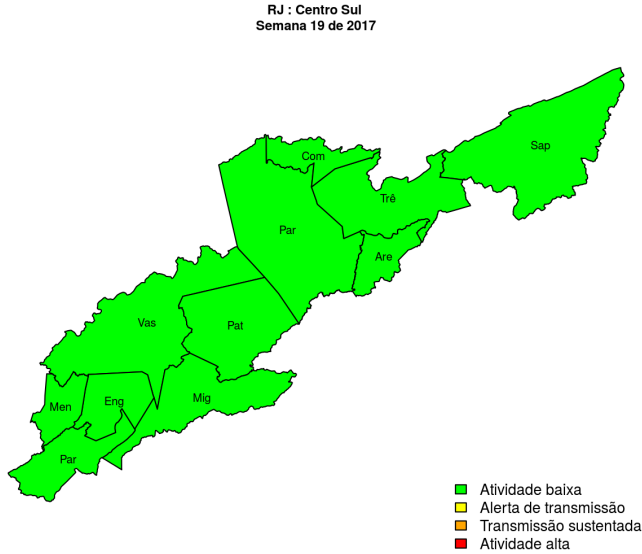 RJ : Centro Sul
Semana 19 de 2017
Sap
Com
Trê
Par
Are
Vas
Pat
Mig
Men
Eng
Par
Atividade baixa
Alerta de transmissão
Transmissão sustentada
Atividade alta